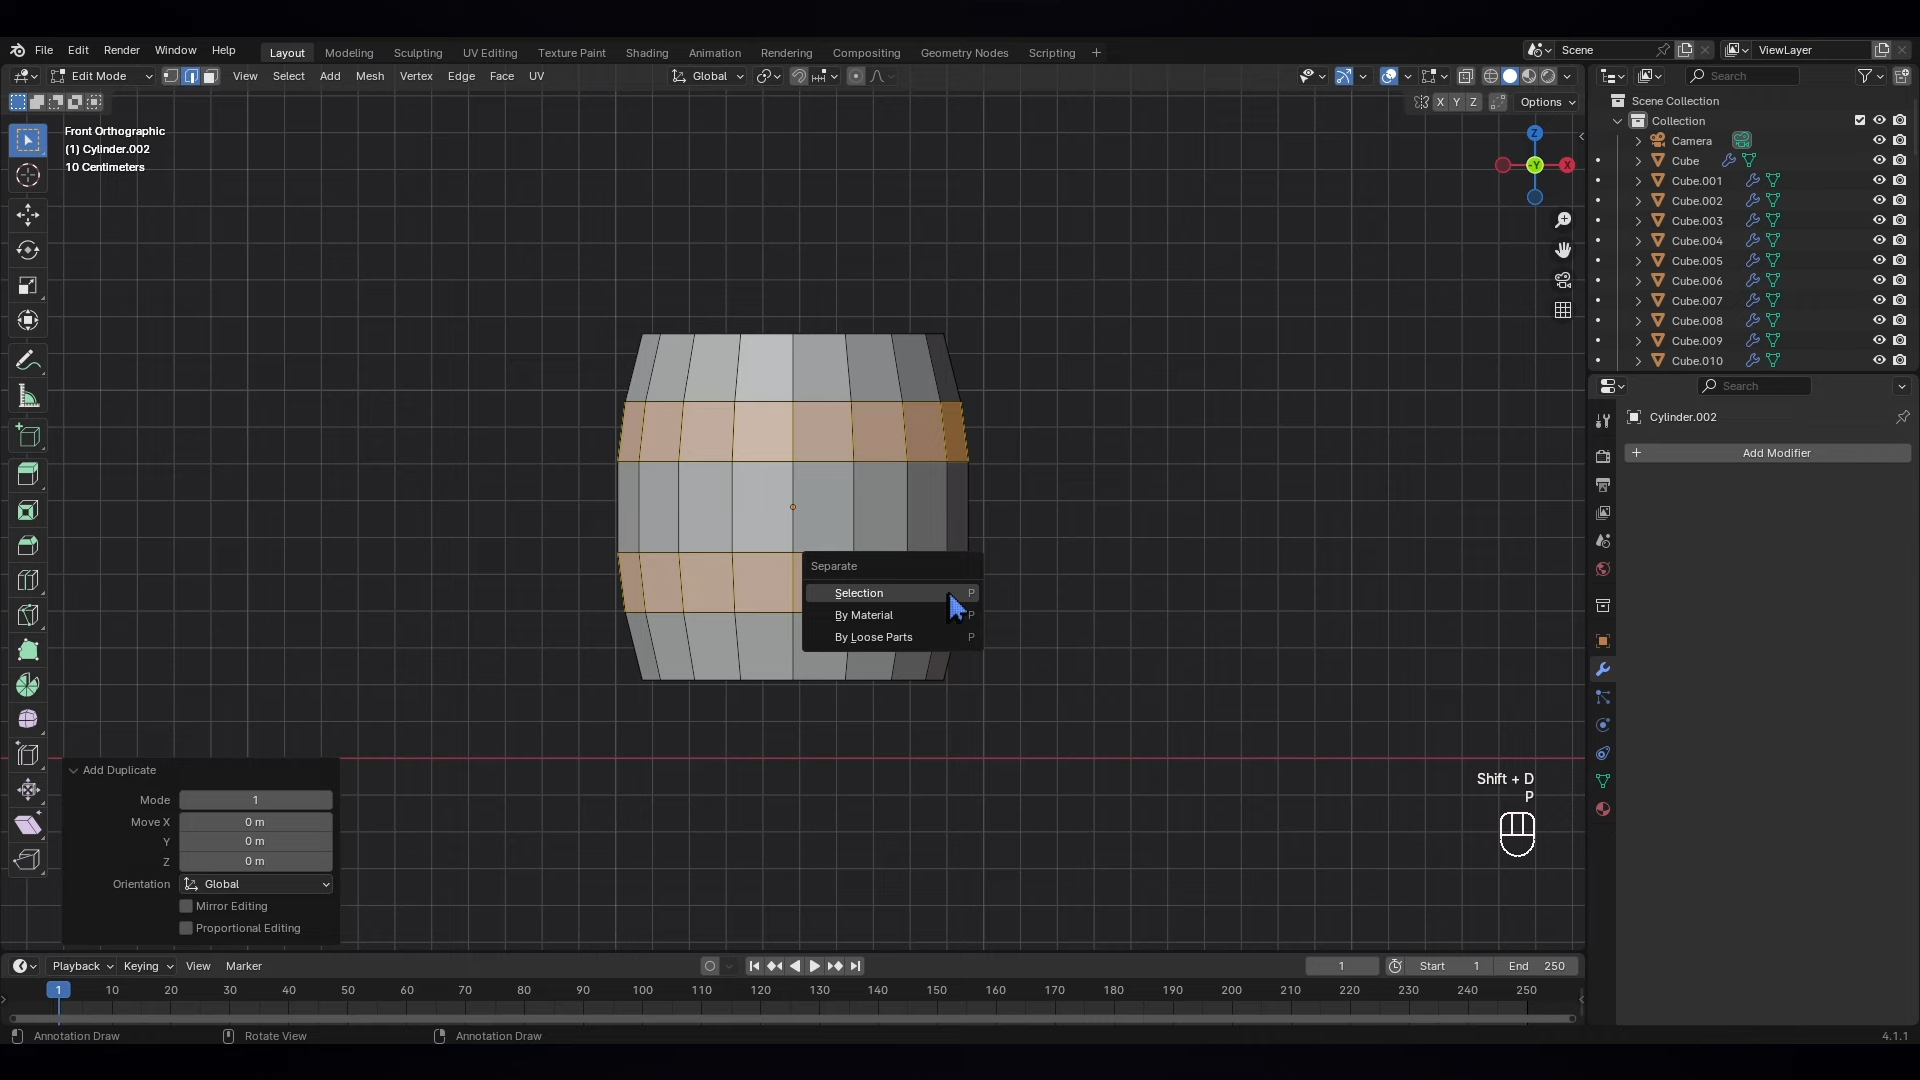 File Edit Render Window Help Layout Modeling Sculpting UV Editing Texture Paint Shading Animation Rendering Compositing Geometry Nodes Scripting + Scene ViewLayer
Edit Mode View Select Add Mesh Vertex Edge Face UV Global Search
X Y Z Options
Front Orthographic
(1) Cylinder.002
10 Centimeters
Z
-Y
X
Scene Collection
Collection
Camera
Cube
Cube.001
Cube.002
Cube.003
Cube.004
Cube.005
Cube.006
Cube.007
Cube.008
Cube.009
Cube.010
Search
Cylinder.002
+ Add Modifier
Separate
Selection P
By Material P
By Loose Parts P
Add Duplicate
Mode 1
Move X 0 m
Y 0 m
Z 0 m
Orientation Global
Mirror Editing
Proportional Editing
Shift + D
P
Playback Keying View Marker 1 Start 1 End 250
1 10 20 30 40 50 60 70 80 90 100 110 120 130 140 150 160 170 180 190 200 210 220 230 240 250
Annotation Draw Rotate View Annotation Draw 4.1.1